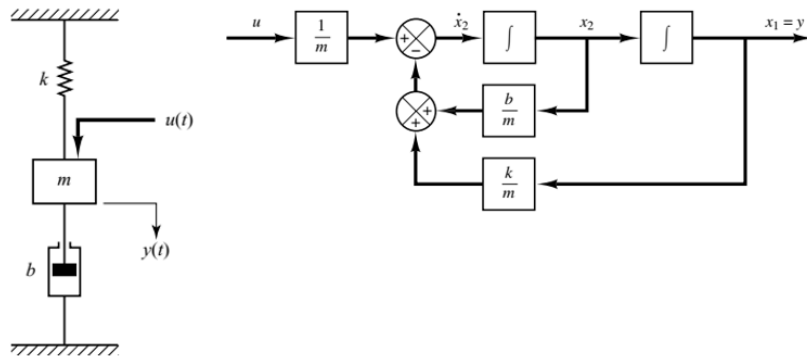 k
u(t)
m
y(t)
b
u
1/m
+
−
ẋ₂
∫
x₂
∫
x₁ = y
+
+
b/m
k/m